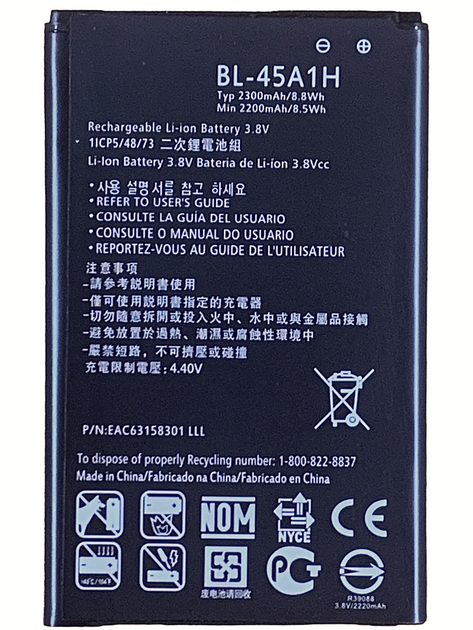 ⊖ ⊕
BL-45A1H
Typ 2300mAh/8.8Wh
Min 2200mAh/8.5Wh
Rechargeable Li-ion Battery 3.8V
1ICP5/48/73 二次鋰電池組
Li-Ion Battery 3.8V Bateria de Li-íon 3.8Vcc
•사용 설명서를 참고 하세요
•REFER TO USER'S GUIDE
•CONSULTE LA GUÍA DEL USUARIO
•CONSULTE O MANUAL DO USUARIO
•REPORTEZ-VOUS AU GUIDE DE L'UTILISATEUR
注意事項
-請參考説明書使用
-僅可使用説明書指定的充電器
-切勿隨意拆開或投入火中、水中或與金屬品接觸
-避免放置於過熱、潮濕或腐蝕性環境中
-嚴禁短路，不可擠壓或碰撞
充電限制電壓：4.40V
P/N:EAC63158301 LLL
To dispose of properly Recycling number: 1-800-822-8837
Made in China/Fabricado na China/Fabricado en China
NOM
NYCE
CE
废电池请回收
R39088
3.8V/2220mAh